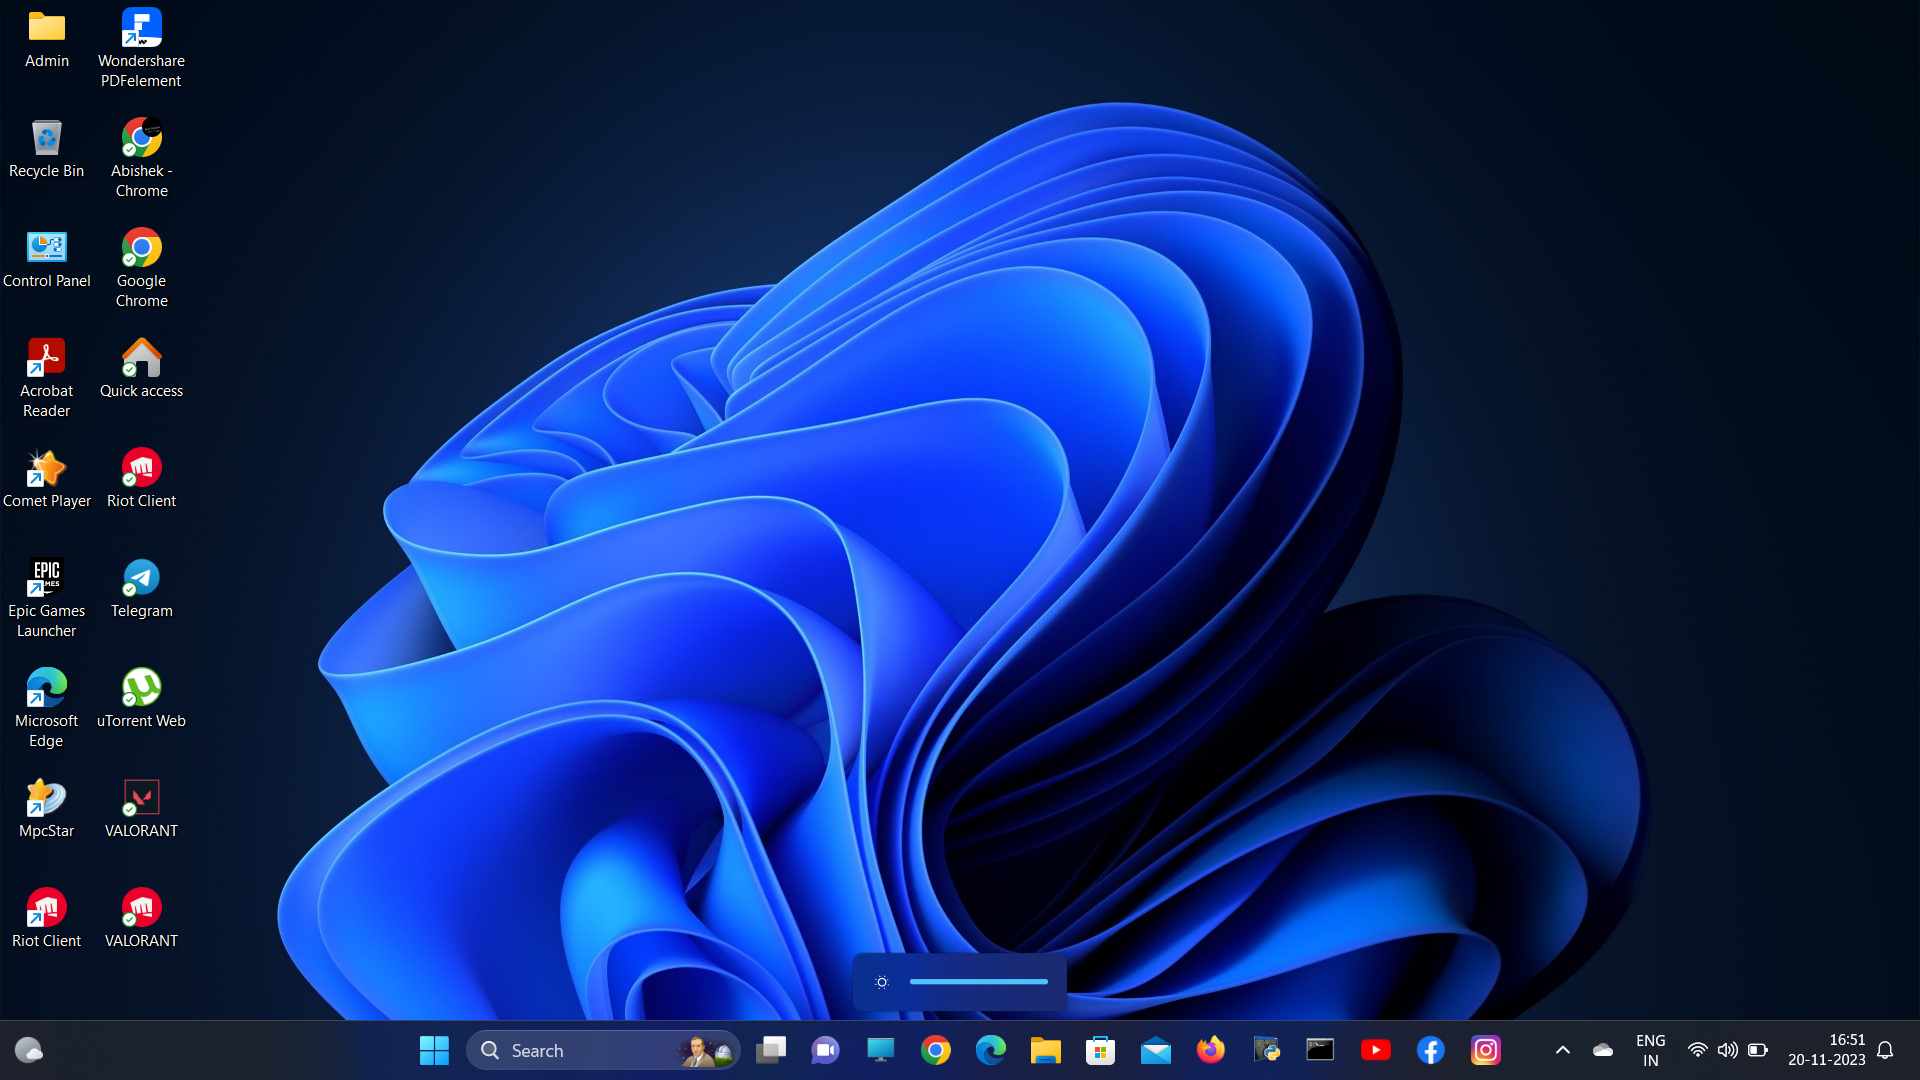 Admin
Wondershare
PDFelement
Recycle Bin
Abishek -
Chrome
Control Panel
Google
Chrome
Acrobat
Reader
Quick access
Comet Player
Riot Client
EPIC
Epic Games
Launcher
Telegram
Microsoft
Edge
uTorrent Web
MpcStar
VALORANT
Riot Client
VALORANT
Search
ENG
IN
16:51
20-11-2023